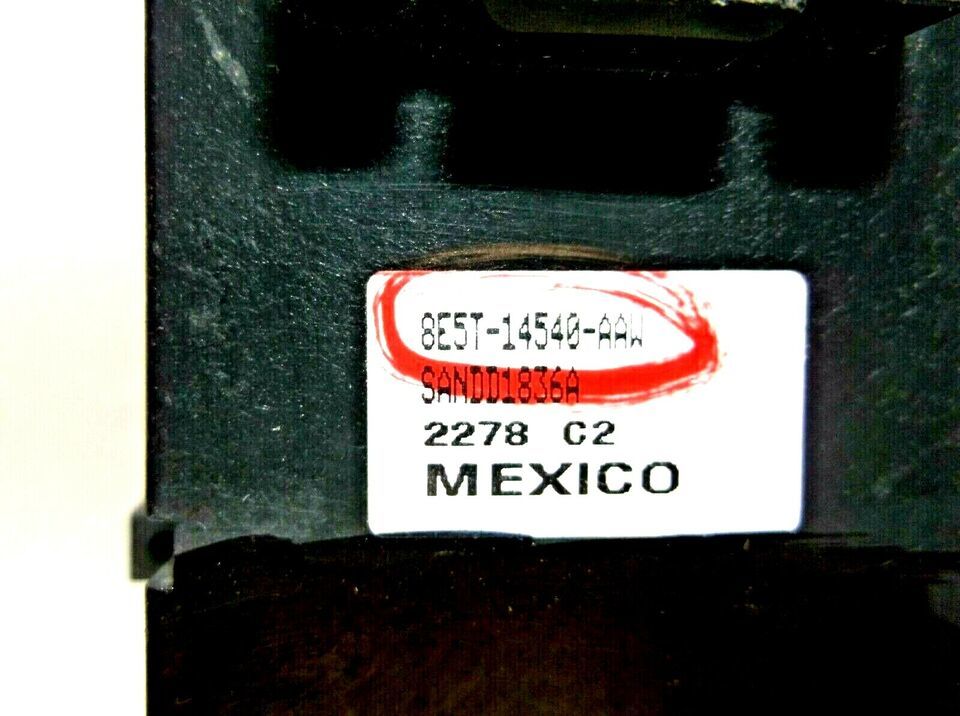 8E5T-14540-AAW
SANDD1836A
2278 C2
MEXICO